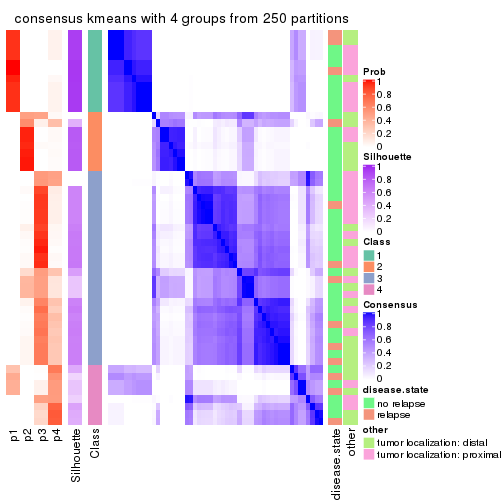 consensus kmeans with 4 groups from 250 partitions
Prob
1
0.8
0.6
0.4
0.2
0
Silhouette
1
0.8
0.6
0.4
0.2
0
Class
1
2
3
4
Consensus
1
0.8
0.6
0.4
0.2
0
disease.state
no relapse
relapse
other
tumor localization: distal
tumor localization: proximal
p1
p2
p3
p4
Silhouette
Class
disease.state
other